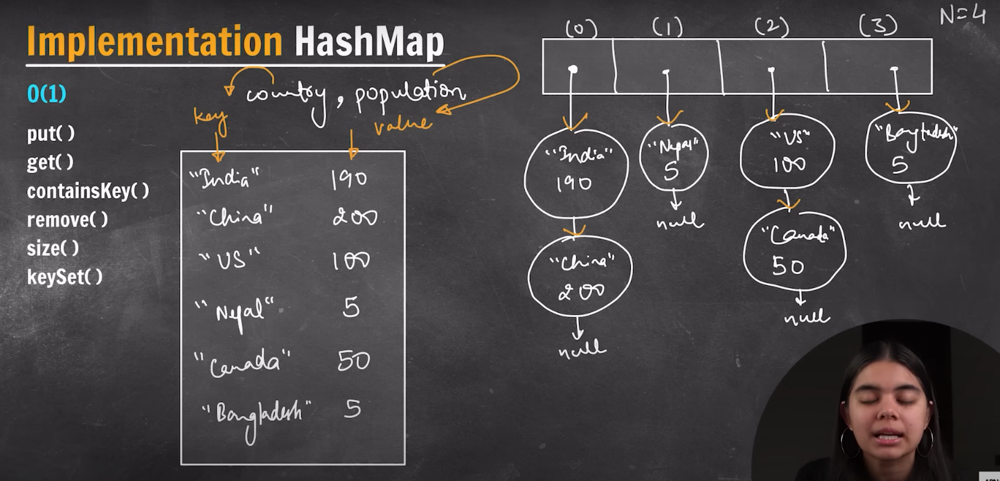 Implementation HashMap
O(1)
put( )
get( )
containsKey( )
remove( )
size( )
keySet( )
country, population
key
value
"India" 190
"China" 200
"US" 100
"Nepal" 5
"Canada" 50
"Bangladesh" 5
N=4
(0) (1) (2) (3)
"India"
190
"China"
200
null
"Nepal"
5
null
"US"
100
"Canada"
50
null
"Bangladesh"
5
null